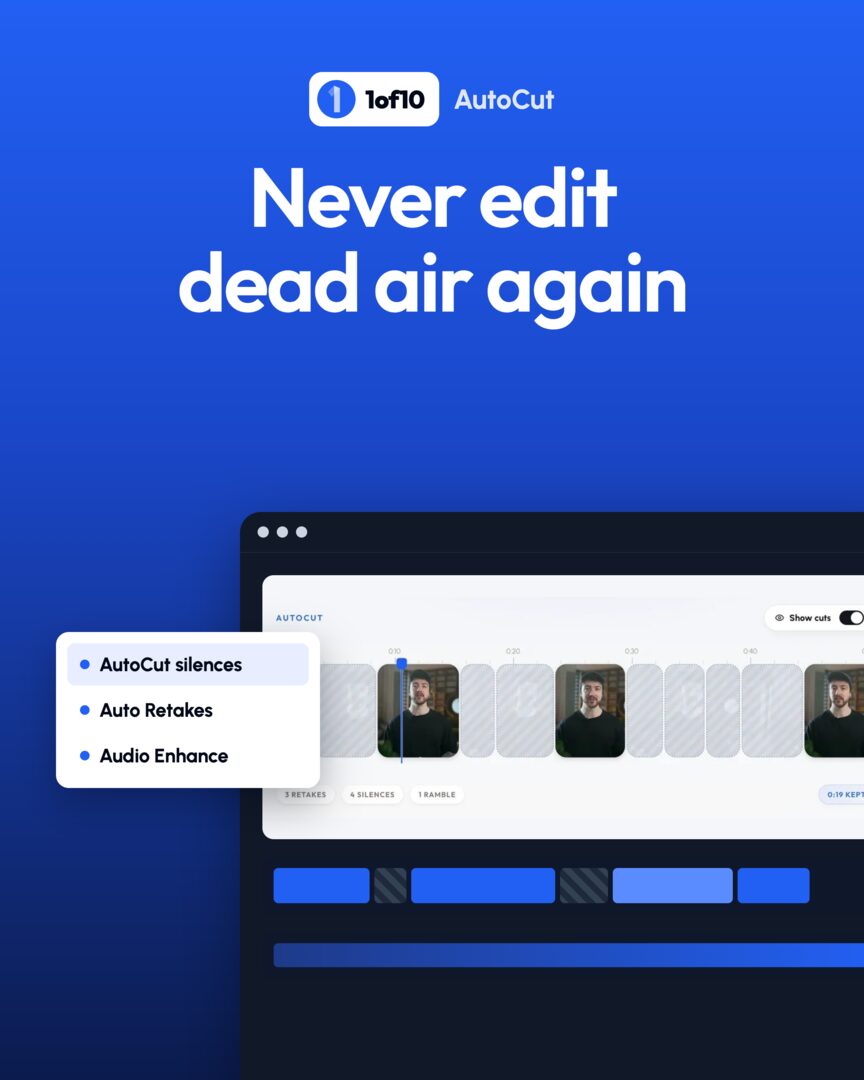 1of10 AutoCut
Never edit
dead air again
AUTOCUT
Show cuts
AutoCut silences
Auto Retakes
Audio Enhance
0:10 0:20 0:30 0:40
3 RETAKES 4 SILENCES 1 RAMBLE
0:19 KEPT